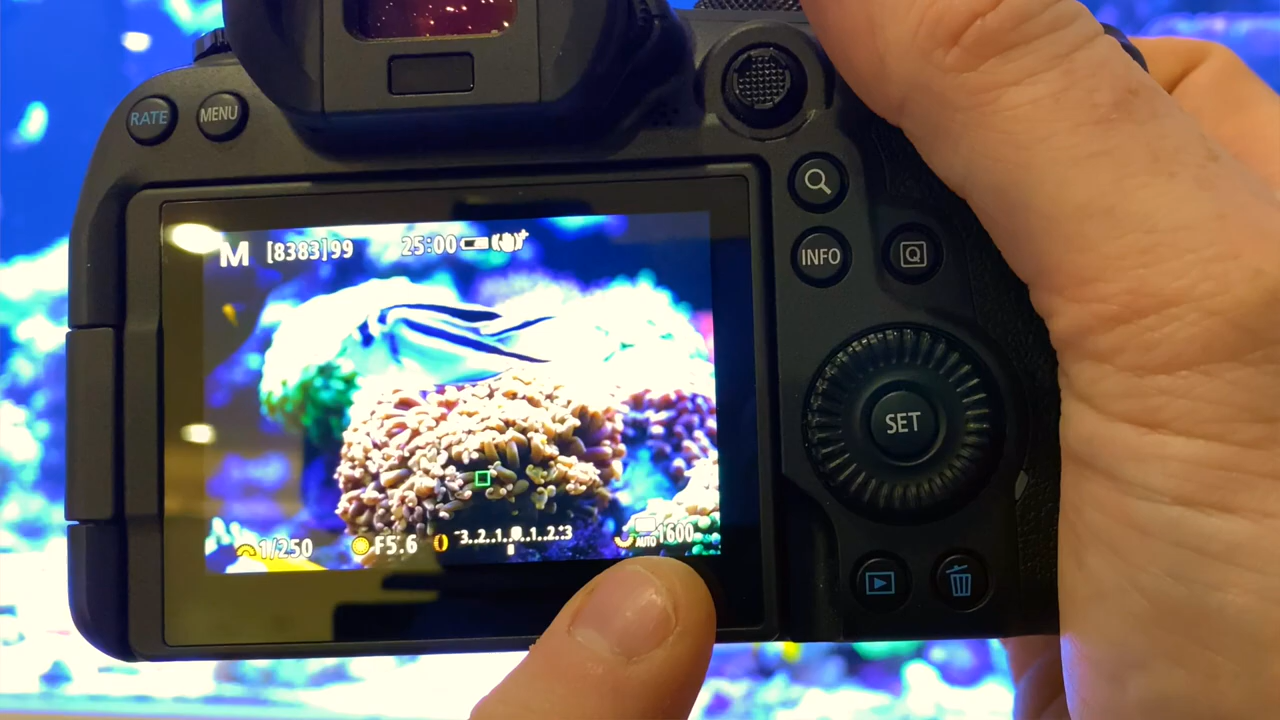 RATE
MENU
M [8383]99 25:00
INFO
Q
SET
1/250 F5.6 -3..2..1..0..1..2..:3 AUTO 1600